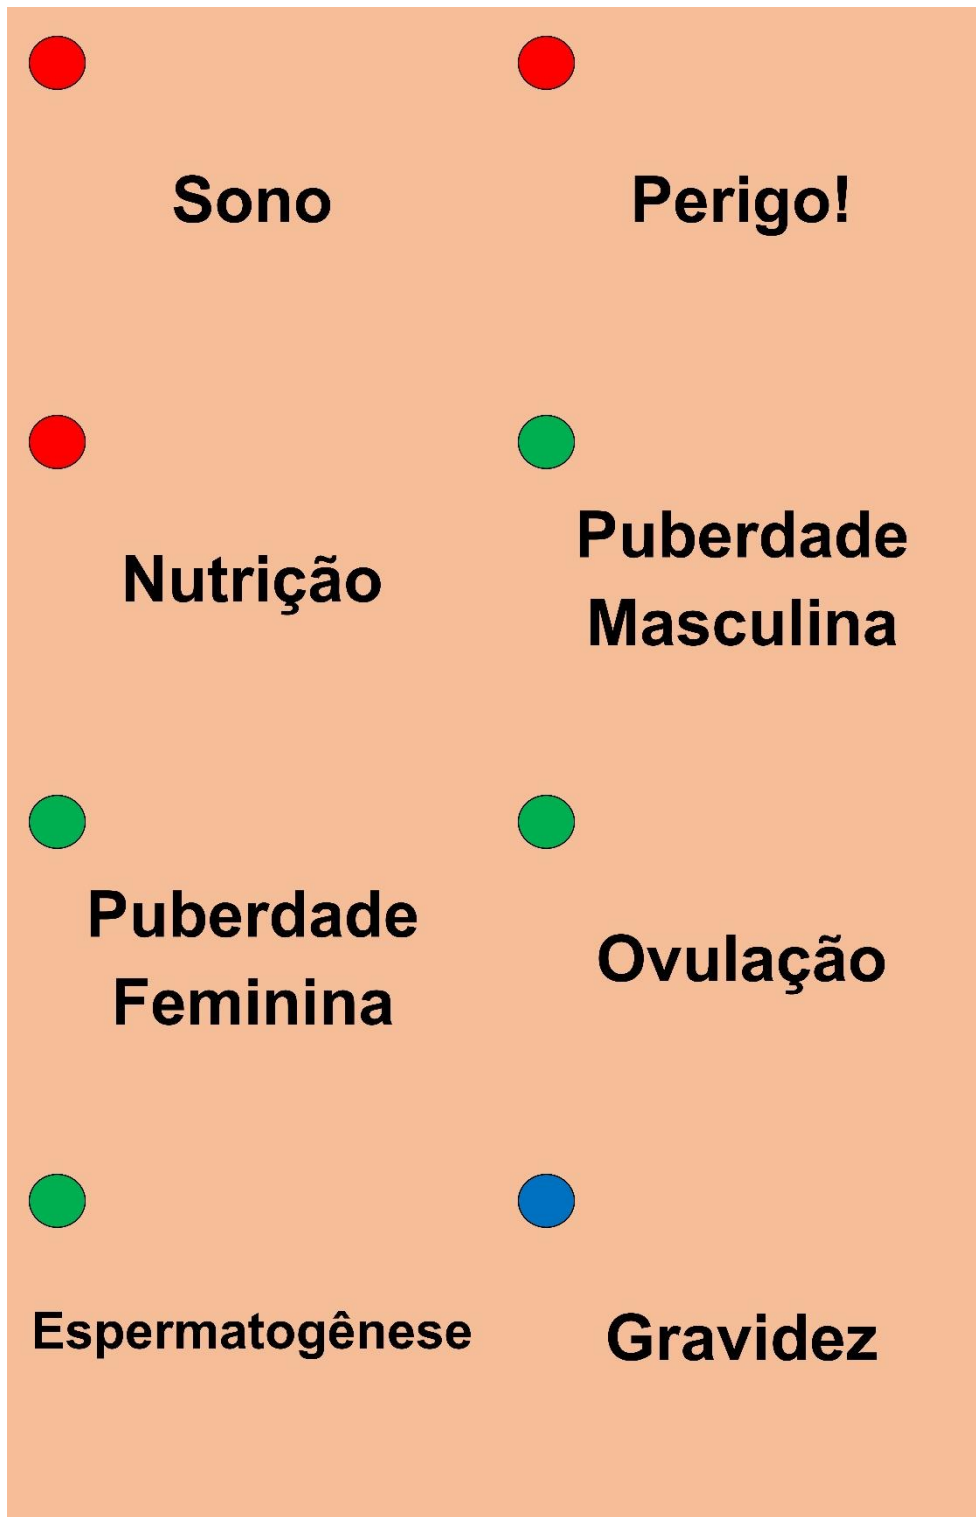 Sono
Perigo!
Nutrição
Puberdade
Masculina
Puberdade
Feminina
Ovulação
Espermatogênese
Gravidez